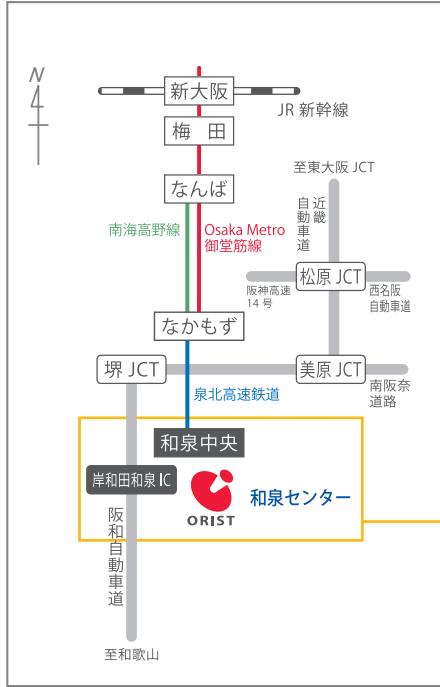 N
新大阪
JR 新幹線
梅 田
至東大阪 JCT
なんば
近畿
自動車道
南海高野線
Osaka Metro
御堂筋線
松原 JCT
阪神高速
14 号
西名阪
自動車道
なかもず
堺 JCT
美原 JCT
泉北高速鉄道
南阪奈
道路
和泉中央
岸和田和泉 IC
和泉センター
ORIST
阪和自動車道
至和歌山